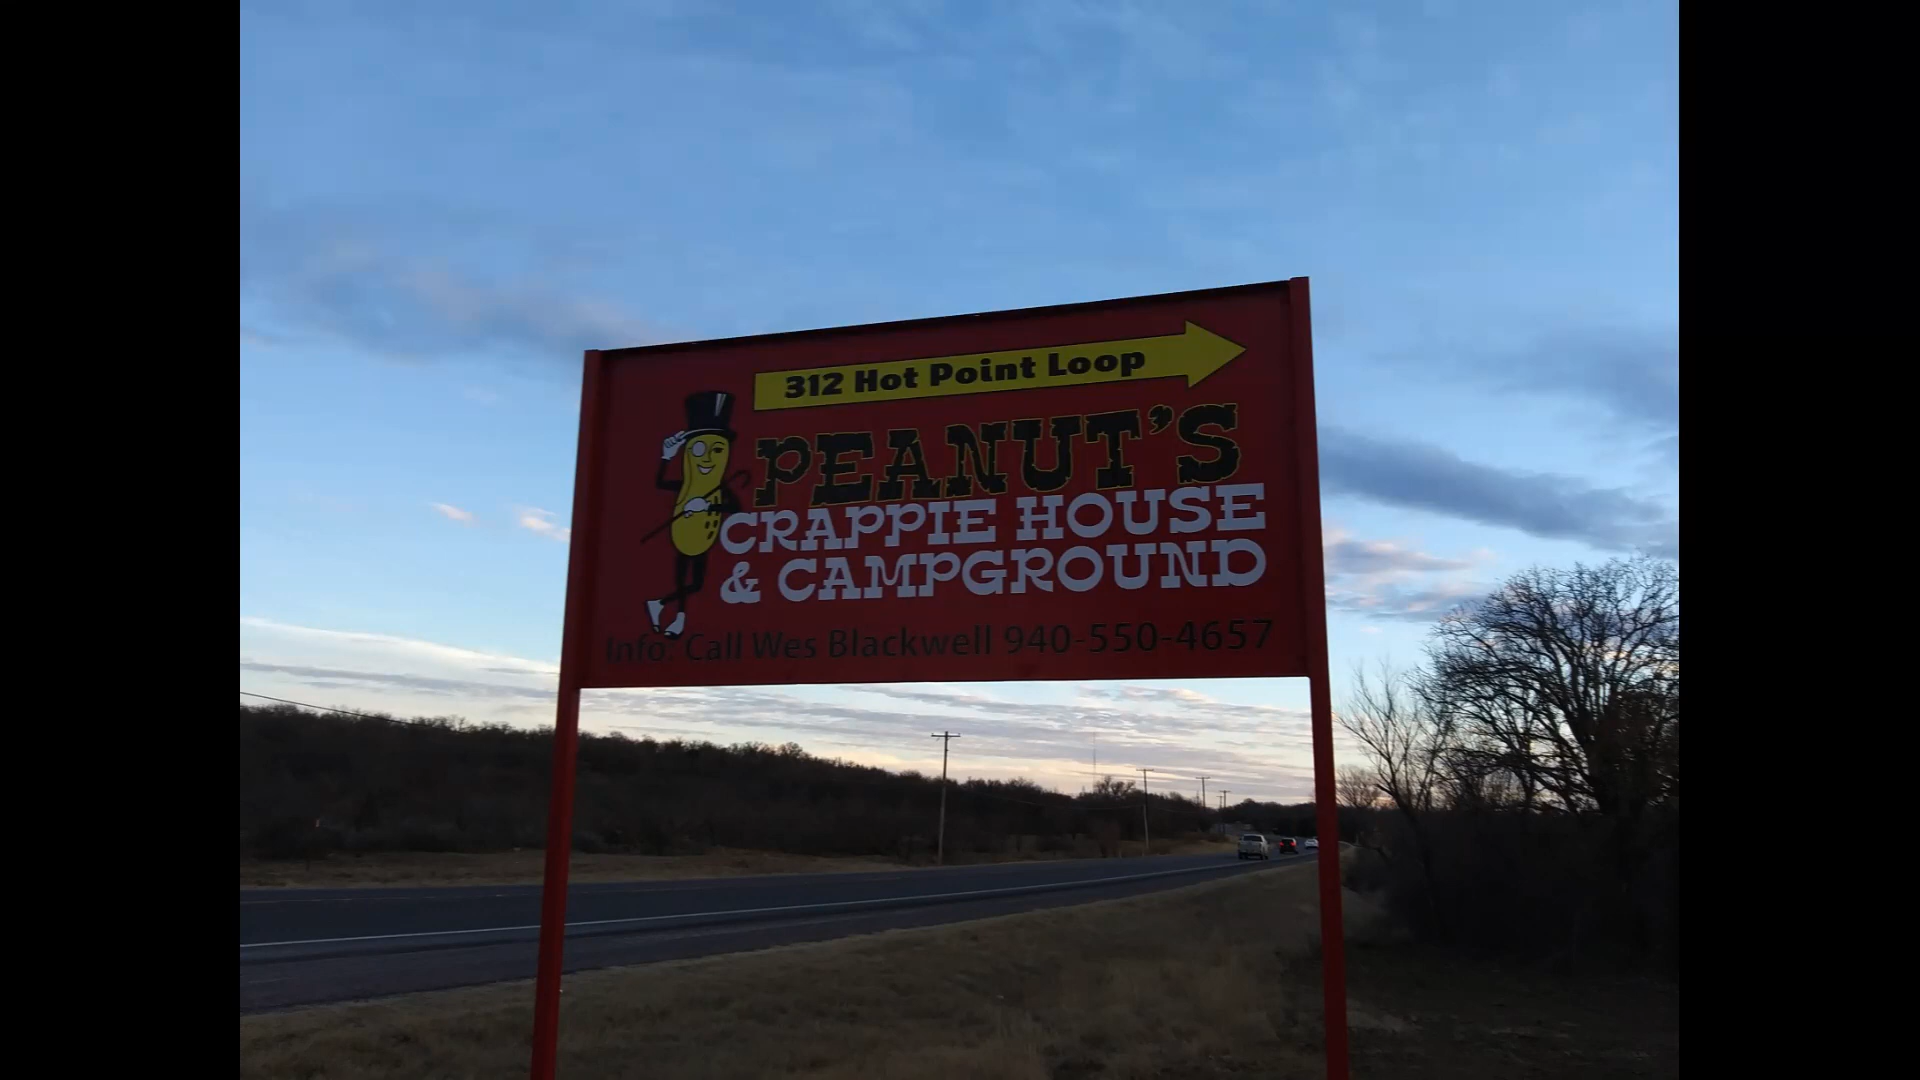 312 Hot Point Loop
PEANUT'S
CRAPPIE HOUSE
& CAMPGROUND
Info: Call Wes Blackwell 940-550-4657